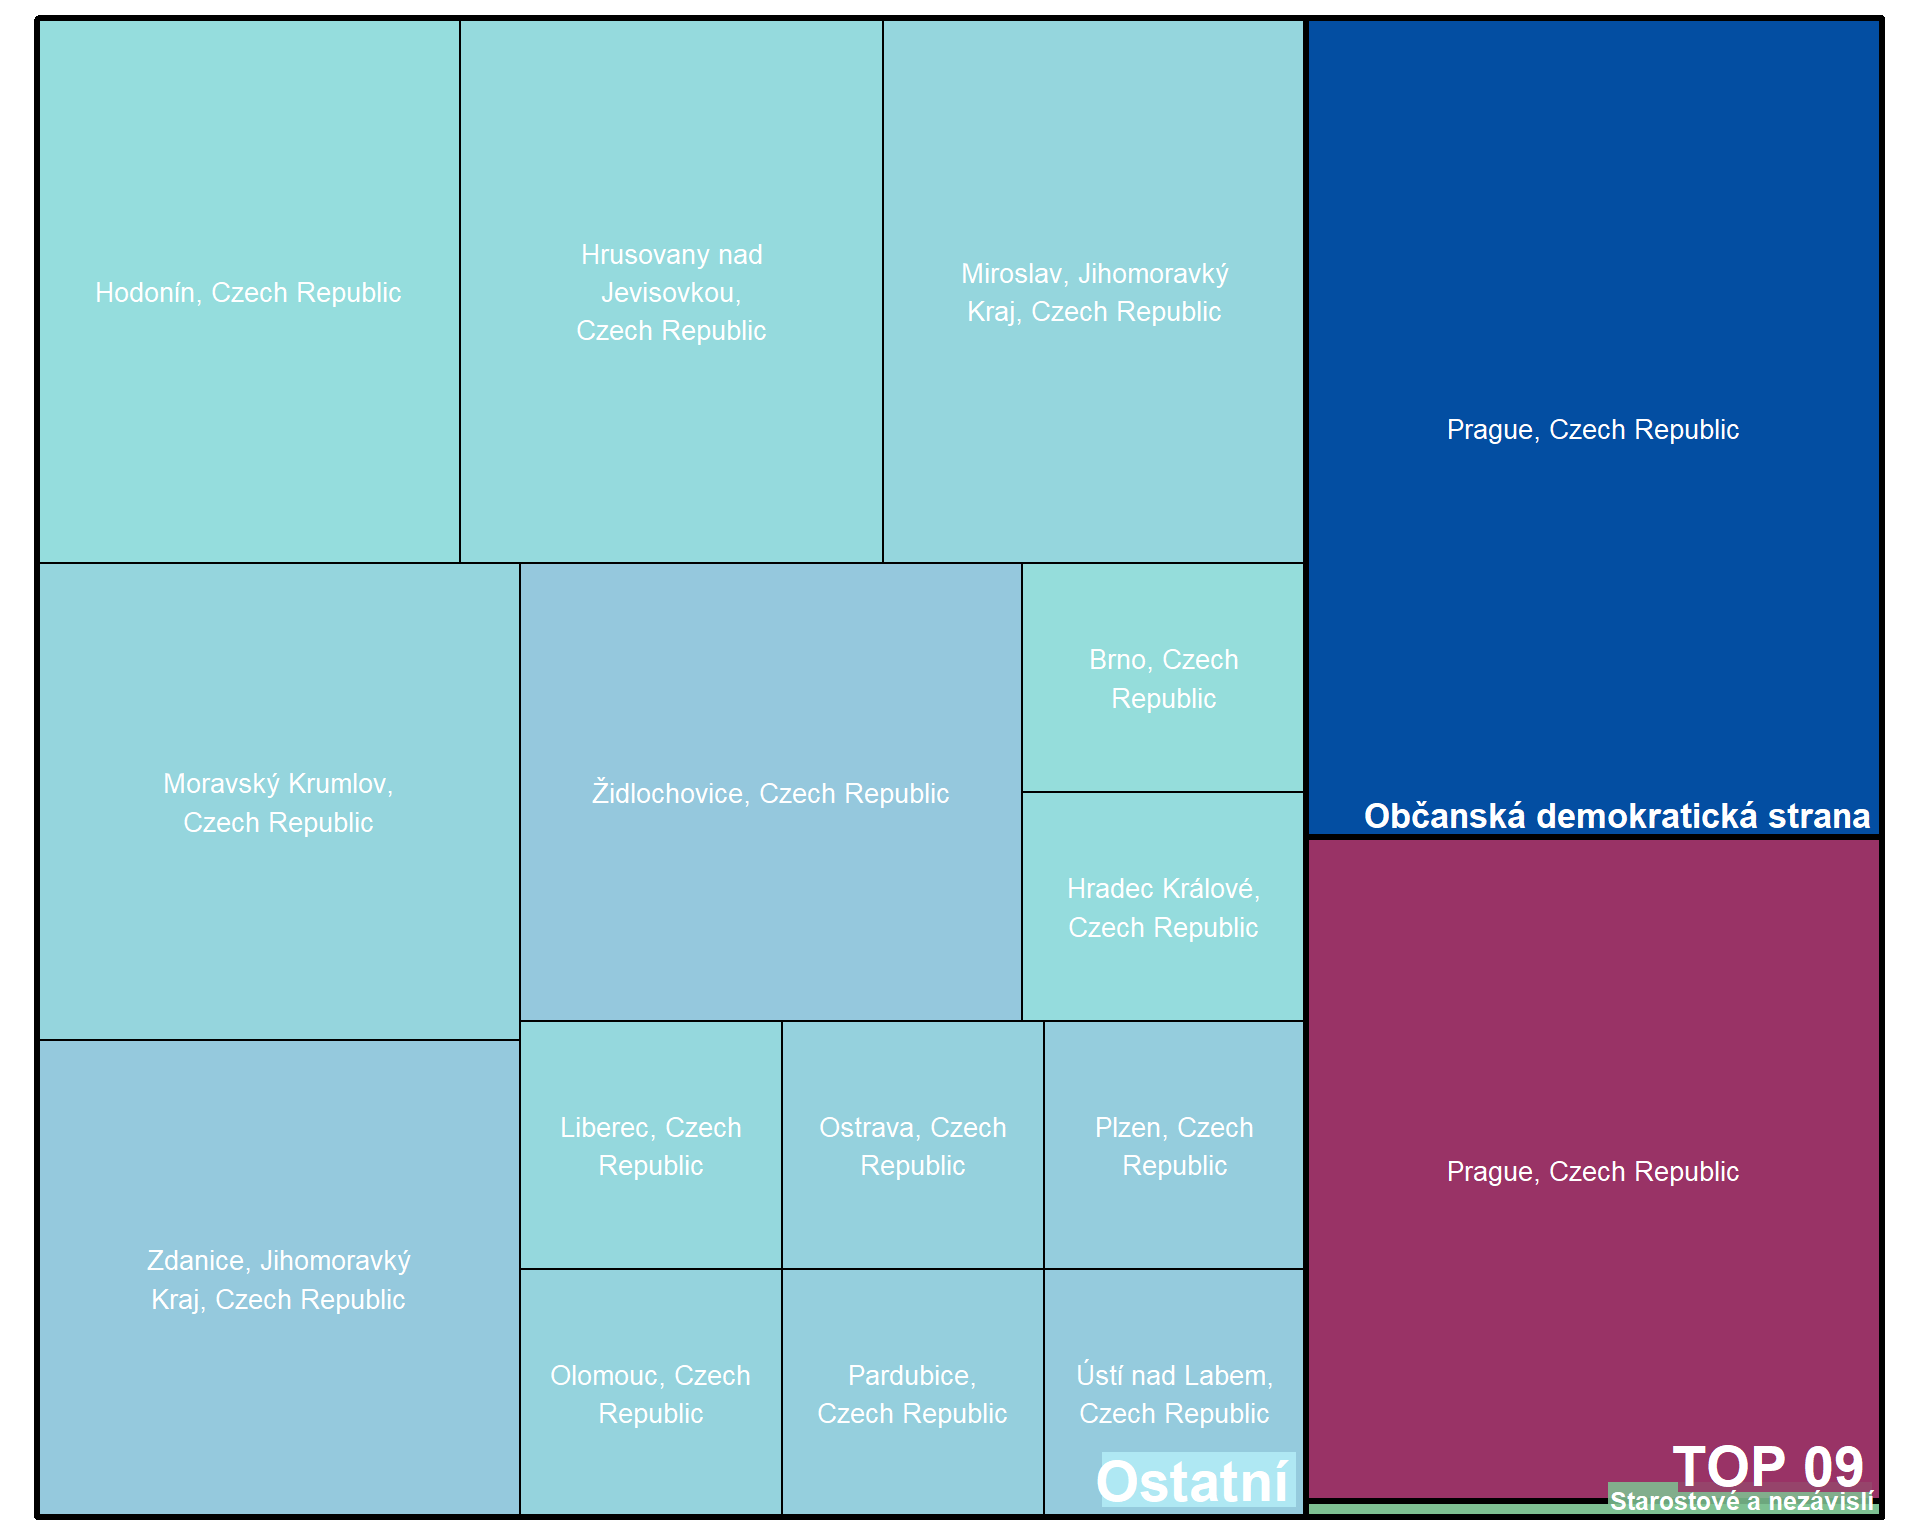 Hodonín, Czech Republic
Hrusovany nad
Jevisovkou,
Czech Republic
Miroslav, Jihomoravký
Kraj, Czech Republic
Prague, Czech Republic
Občanská demokratická strana
Moravský Krumlov,
Czech Republic
Židlochovice, Czech Republic
Brno, Czech
Republic
Hradec Králové,
Czech Republic
Zdanice, Jihomoravký
Kraj, Czech Republic
Liberec, Czech
Republic
Ostrava, Czech
Republic
Plzen, Czech
Republic
Olomouc, Czech
Republic
Pardubice,
Czech Republic
Ústí nad Labem,
Czech Republic
Ostatní
Prague, Czech Republic
TOP 09
Starostové a nezávislí